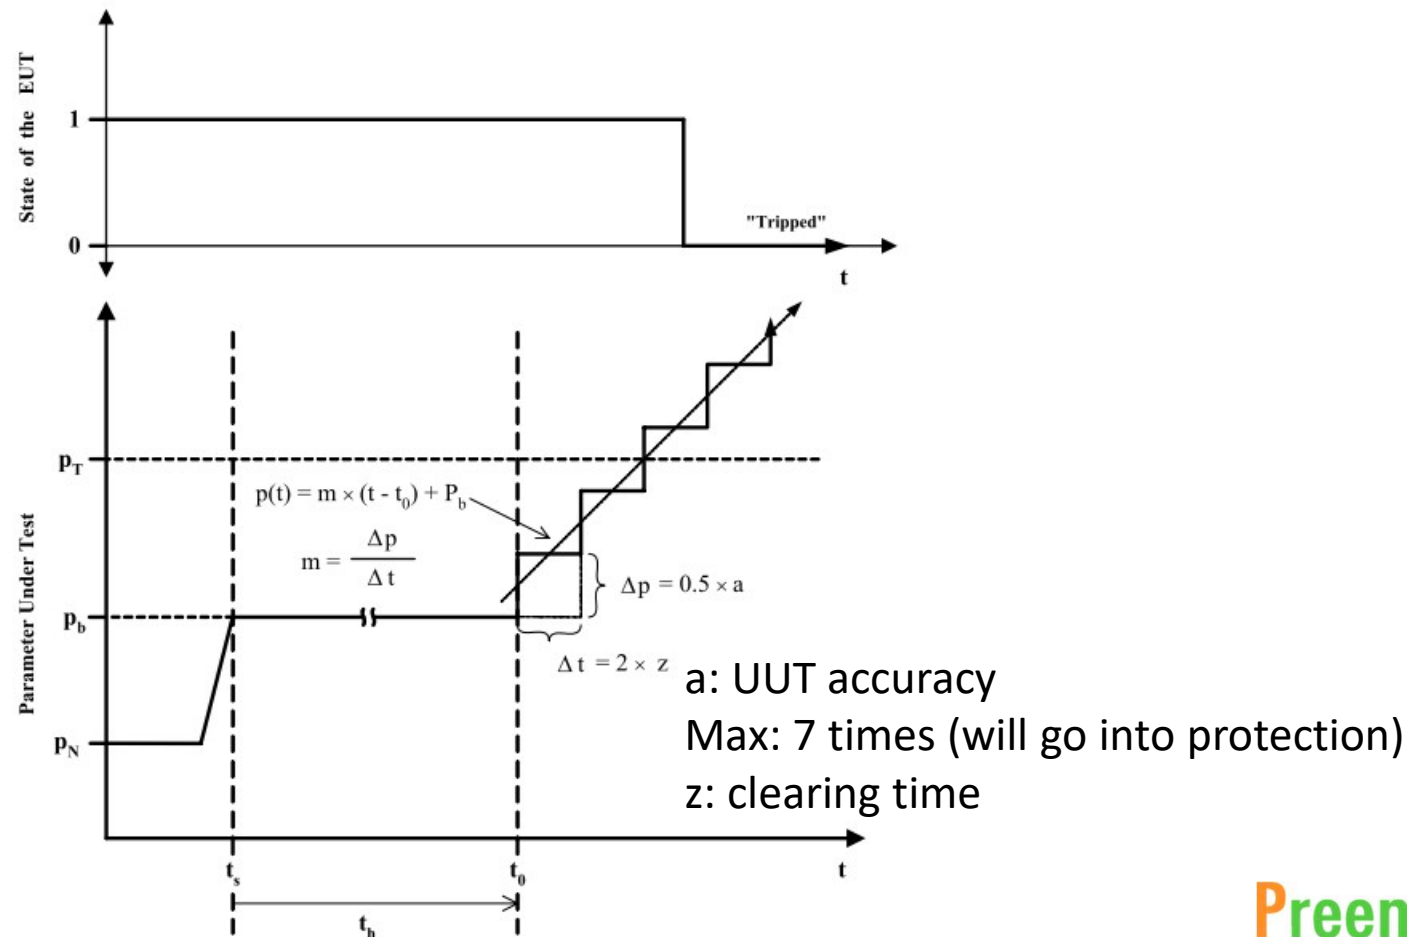 State of the EUT
1
0
"Tripped"
t
Parameter Under Test
p_T
p(t) = m × (t - t_0) + P_b
m = Δp / Δt
Δp = 0.5 × a
p_b
Δt = 2 × z
a: UUT accuracy
Max: 7 times (will go into protection)
p_N
z: clearing time
t_s
t_0
t
t_h
Preen